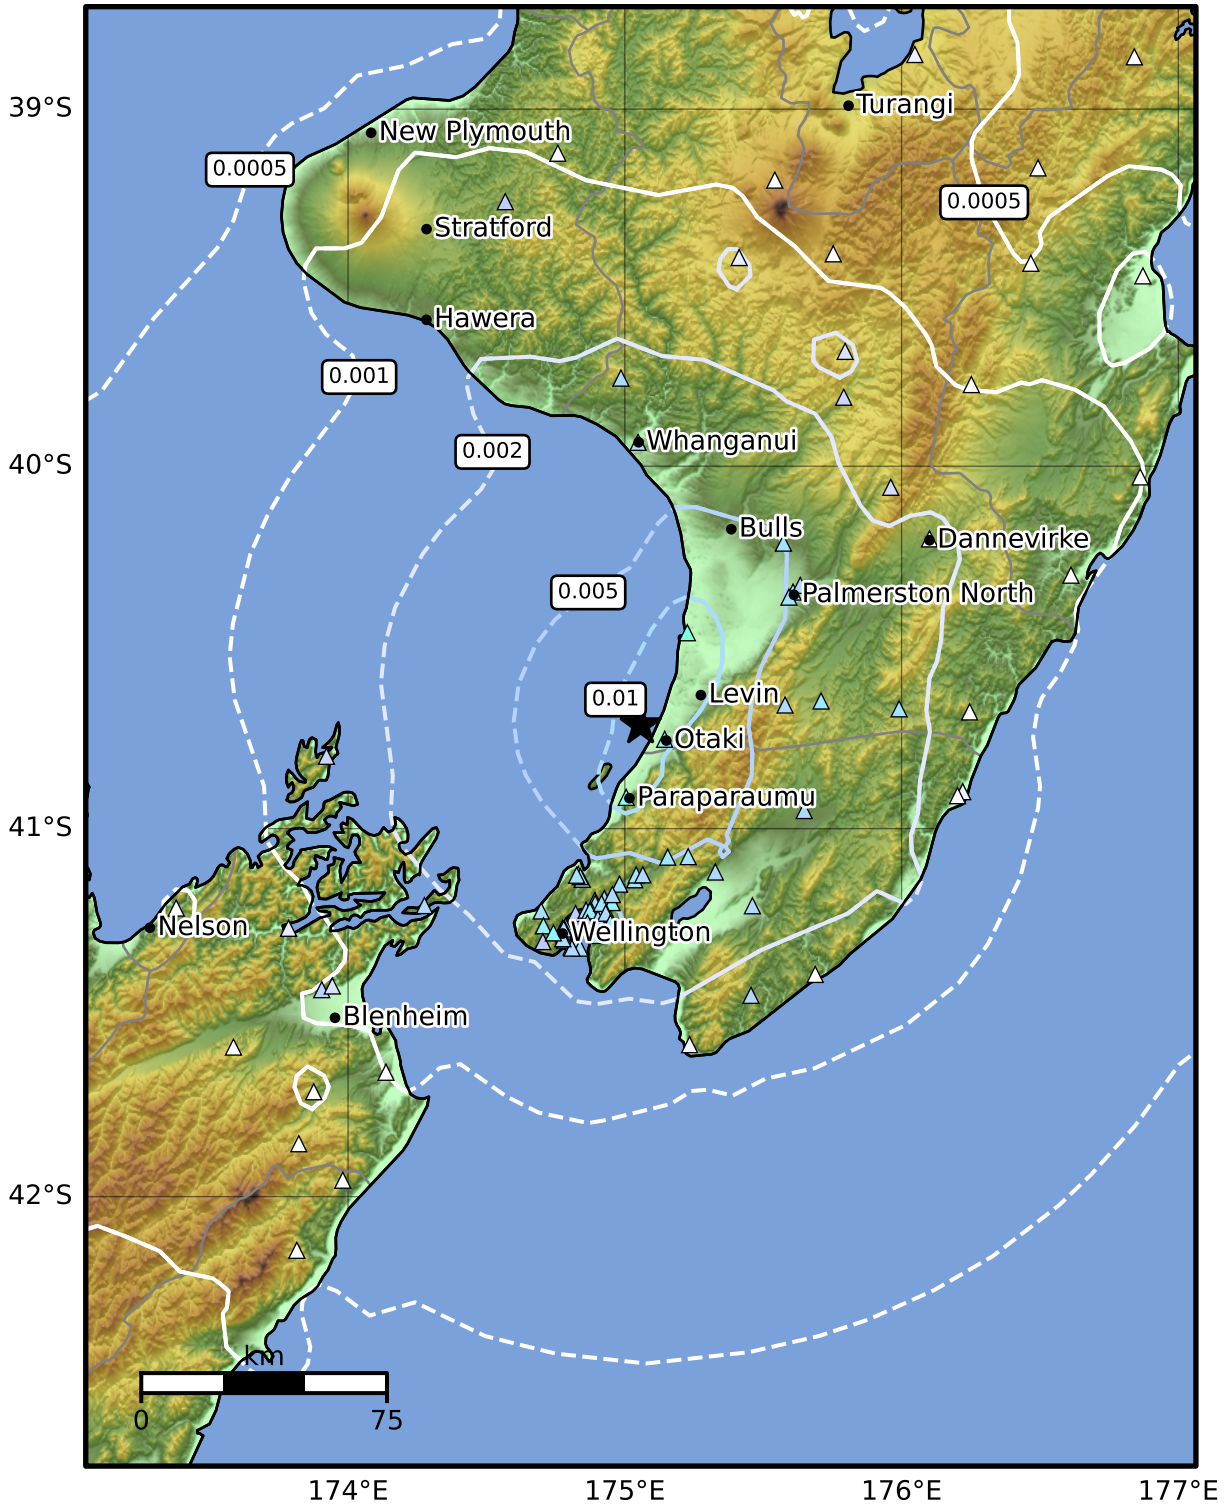 39°S
Turangi
New Plymouth
0.0005
0.0005
Stratford
Hawera
0.001
Whanganui
0.002
40°S
Bulls
Dannevirke
0.005
Palmerston North
Levin
0.01
Otaki
Paraparaumu
41°S
Nelson
Wellington
Blenheim
42°S
km
0
75
174°E
175°E
176°E
177°E